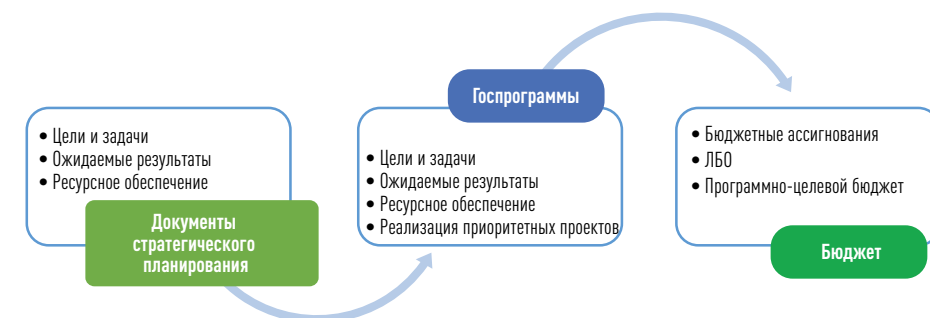 • Цели и задачи
• Ожидаемые результаты
• Ресурсное обеспечение
Документы
стратегического
планирования
Госпрограммы
• Цели и задачи
• Ожидаемые результаты
• Ресурсное обеспечение
• Реализация приоритетных проектов
• Бюджетные ассигнования
• ЛБО
• Программно-целевой бюджет
Бюджет